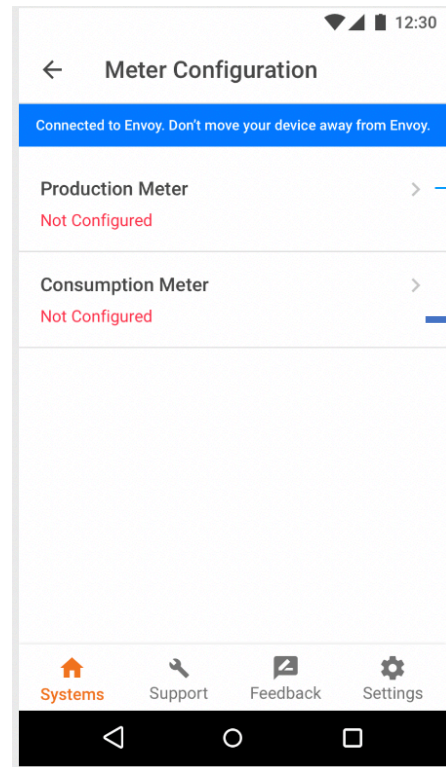 12:30
Meter Configuration
Connected to Envoy. Don't move your device away from Envoy.
Production Meter
Not Configured
Consumption Meter
Not Configured
Systems Support Feedback Settings